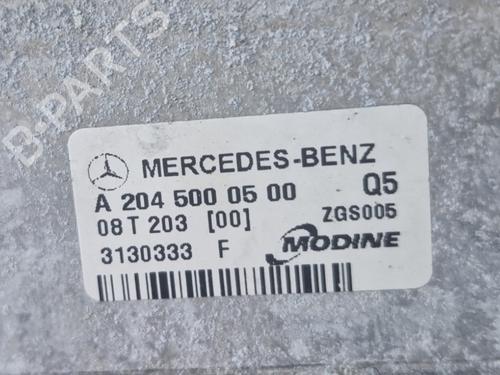 B-PARTS
MERCEDES-BENZ
A 204 500 05 00 Q5
08 T 203 [00] ZGS005
3130333 F MODINE